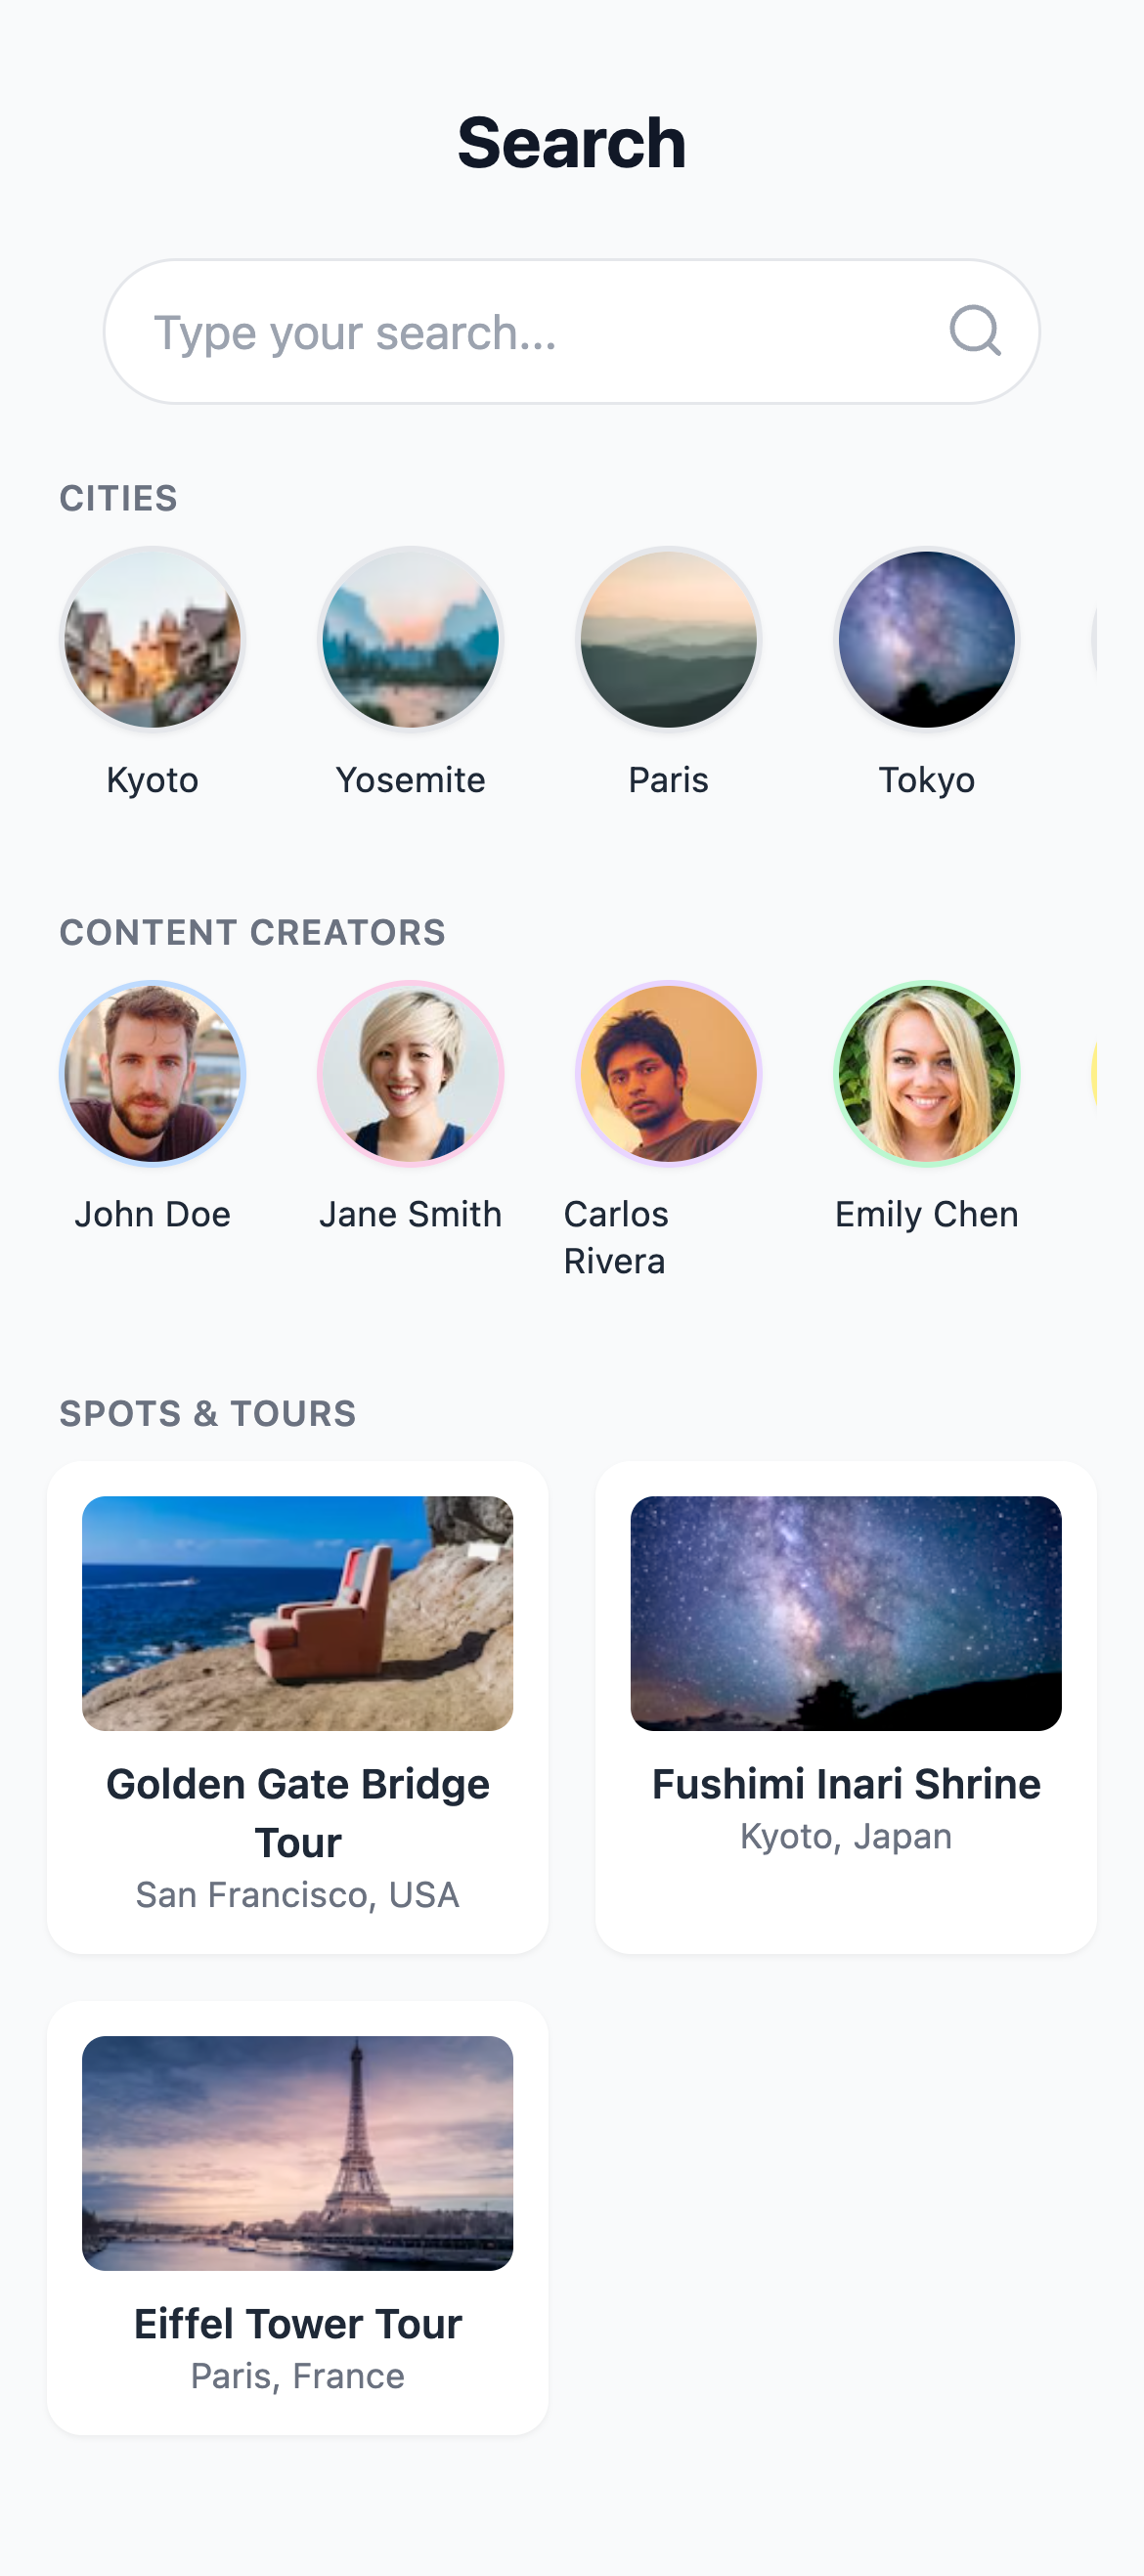 Search
Type your search...
CITIES
Kyoto
Yosemite
Paris
Tokyo
CONTENT CREATORS
John Doe
Jane Smith
Carlos
Rivera
Emily Chen
SPOTS & TOURS
Golden Gate Bridge
Tour
San Francisco, USA
Fushimi Inari Shrine
Kyoto, Japan
Eiffel Tower Tour
Paris, France